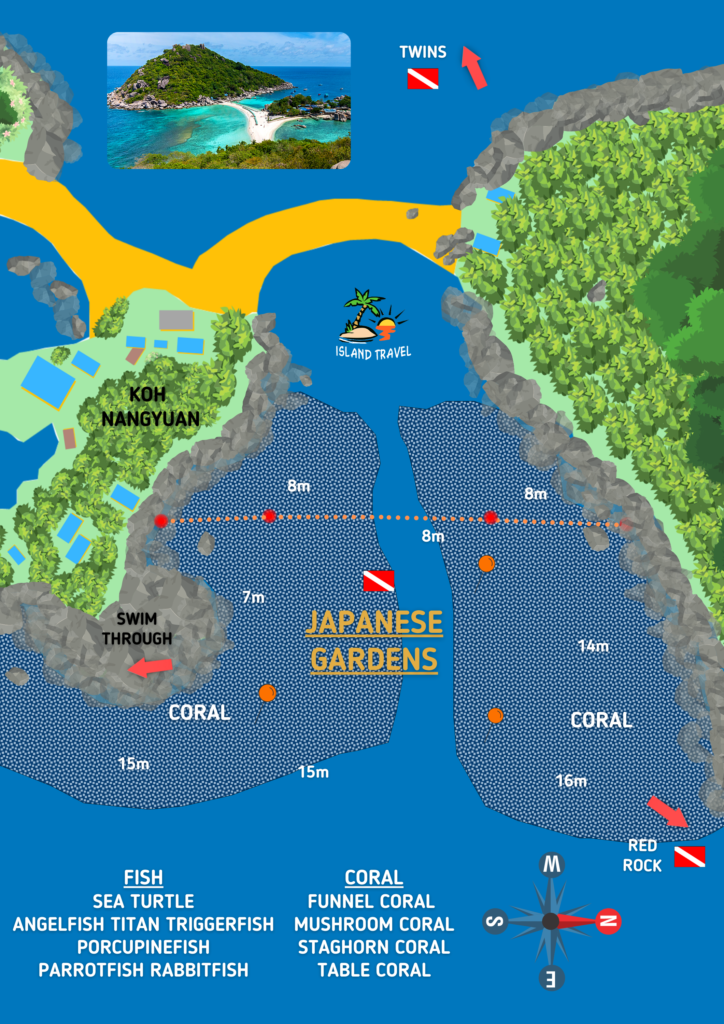 TWINS
ISLAND TRAVEL
KOH
NANGYUAN
8m
8m
8m
7m
SWIM
THROUGH
JAPANESE
GARDENS
14m
CORAL
CORAL
15m
15m
16m
RED
ROCK
FISH
SEA TURTLE
ANGELFISH TITAN TRIGGERFISH
PORCUPINEFISH
PARROTFISH RABBITFISH
CORAL
FUNNEL CORAL
MUSHROOM CORAL
STAGHORN CORAL
TABLE CORAL
W
S
N
E